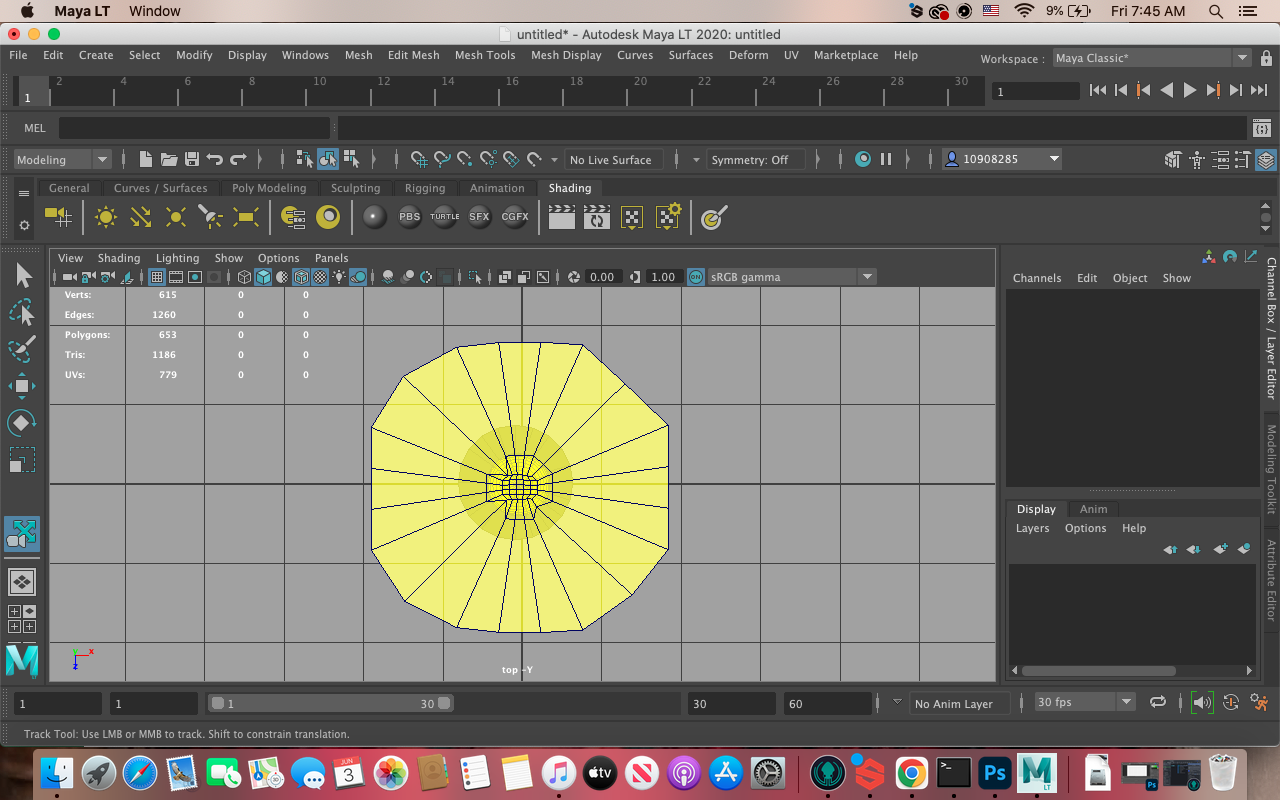 Maya LT Window 9% Fri 7:45 AM
untitled* - Autodesk Maya LT 2020: untitled
File Edit Create Select Modify Display Windows Mesh Edit Mesh Mesh Tools Mesh Display Curves Surfaces Deform UV Marketplace Help Workspace : Maya Classic*
1 2 4 6 8 10 12 14 16 18 20 22 24 26 28 30 1
MEL
Modeling No Live Surface Symmetry: Off 10908285
General Curves / Surfaces Poly Modeling Sculpting Rigging Animation Shading
PBS TURTLE SFX CGFX
View Shading Lighting Show Options Panels
0.00 1.00 ON sRGB gamma
Verts: 615 0 0
Edges: 1260 0 0
Polygons: 653 0 0
Tris: 1186 0 0
UVs: 779 0 0
top -Y
Y X
Z
Channels Edit Object Show
Channel Box / Layer Editor
Modeling Toolkit
Attribute Editor
Display Anim
Layers Options Help
1 1 1 30 30 60 No Anim Layer 30 fps
Track Tool: Use LMB or MMB to track. Shift to constrain translation.
JUN
3
tv
Ps
M
LT
Ps